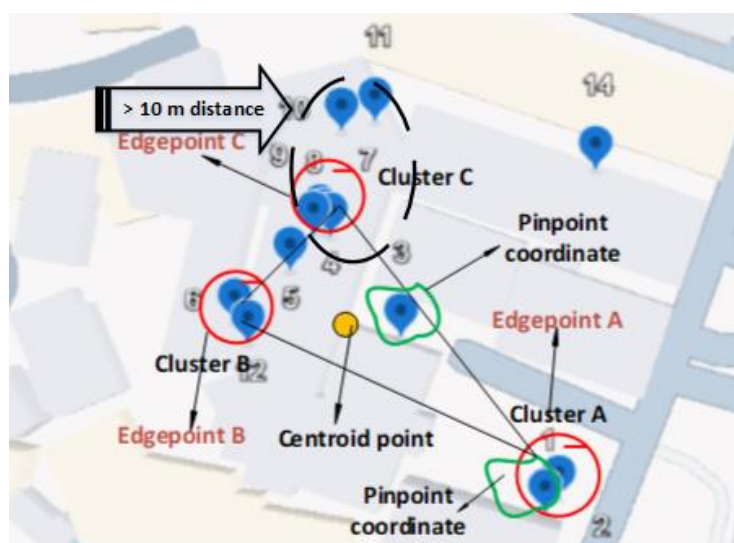 11
14
> 10 m distance
10
Edgepoint C
9
8
7
Cluster C
Pinpoint
coordinate
3
4
6
5
Edgepoint A
Cluster B
12
Cluster A
Edgepoint B
Centroid point
1
Pinpoint
coordinate
2